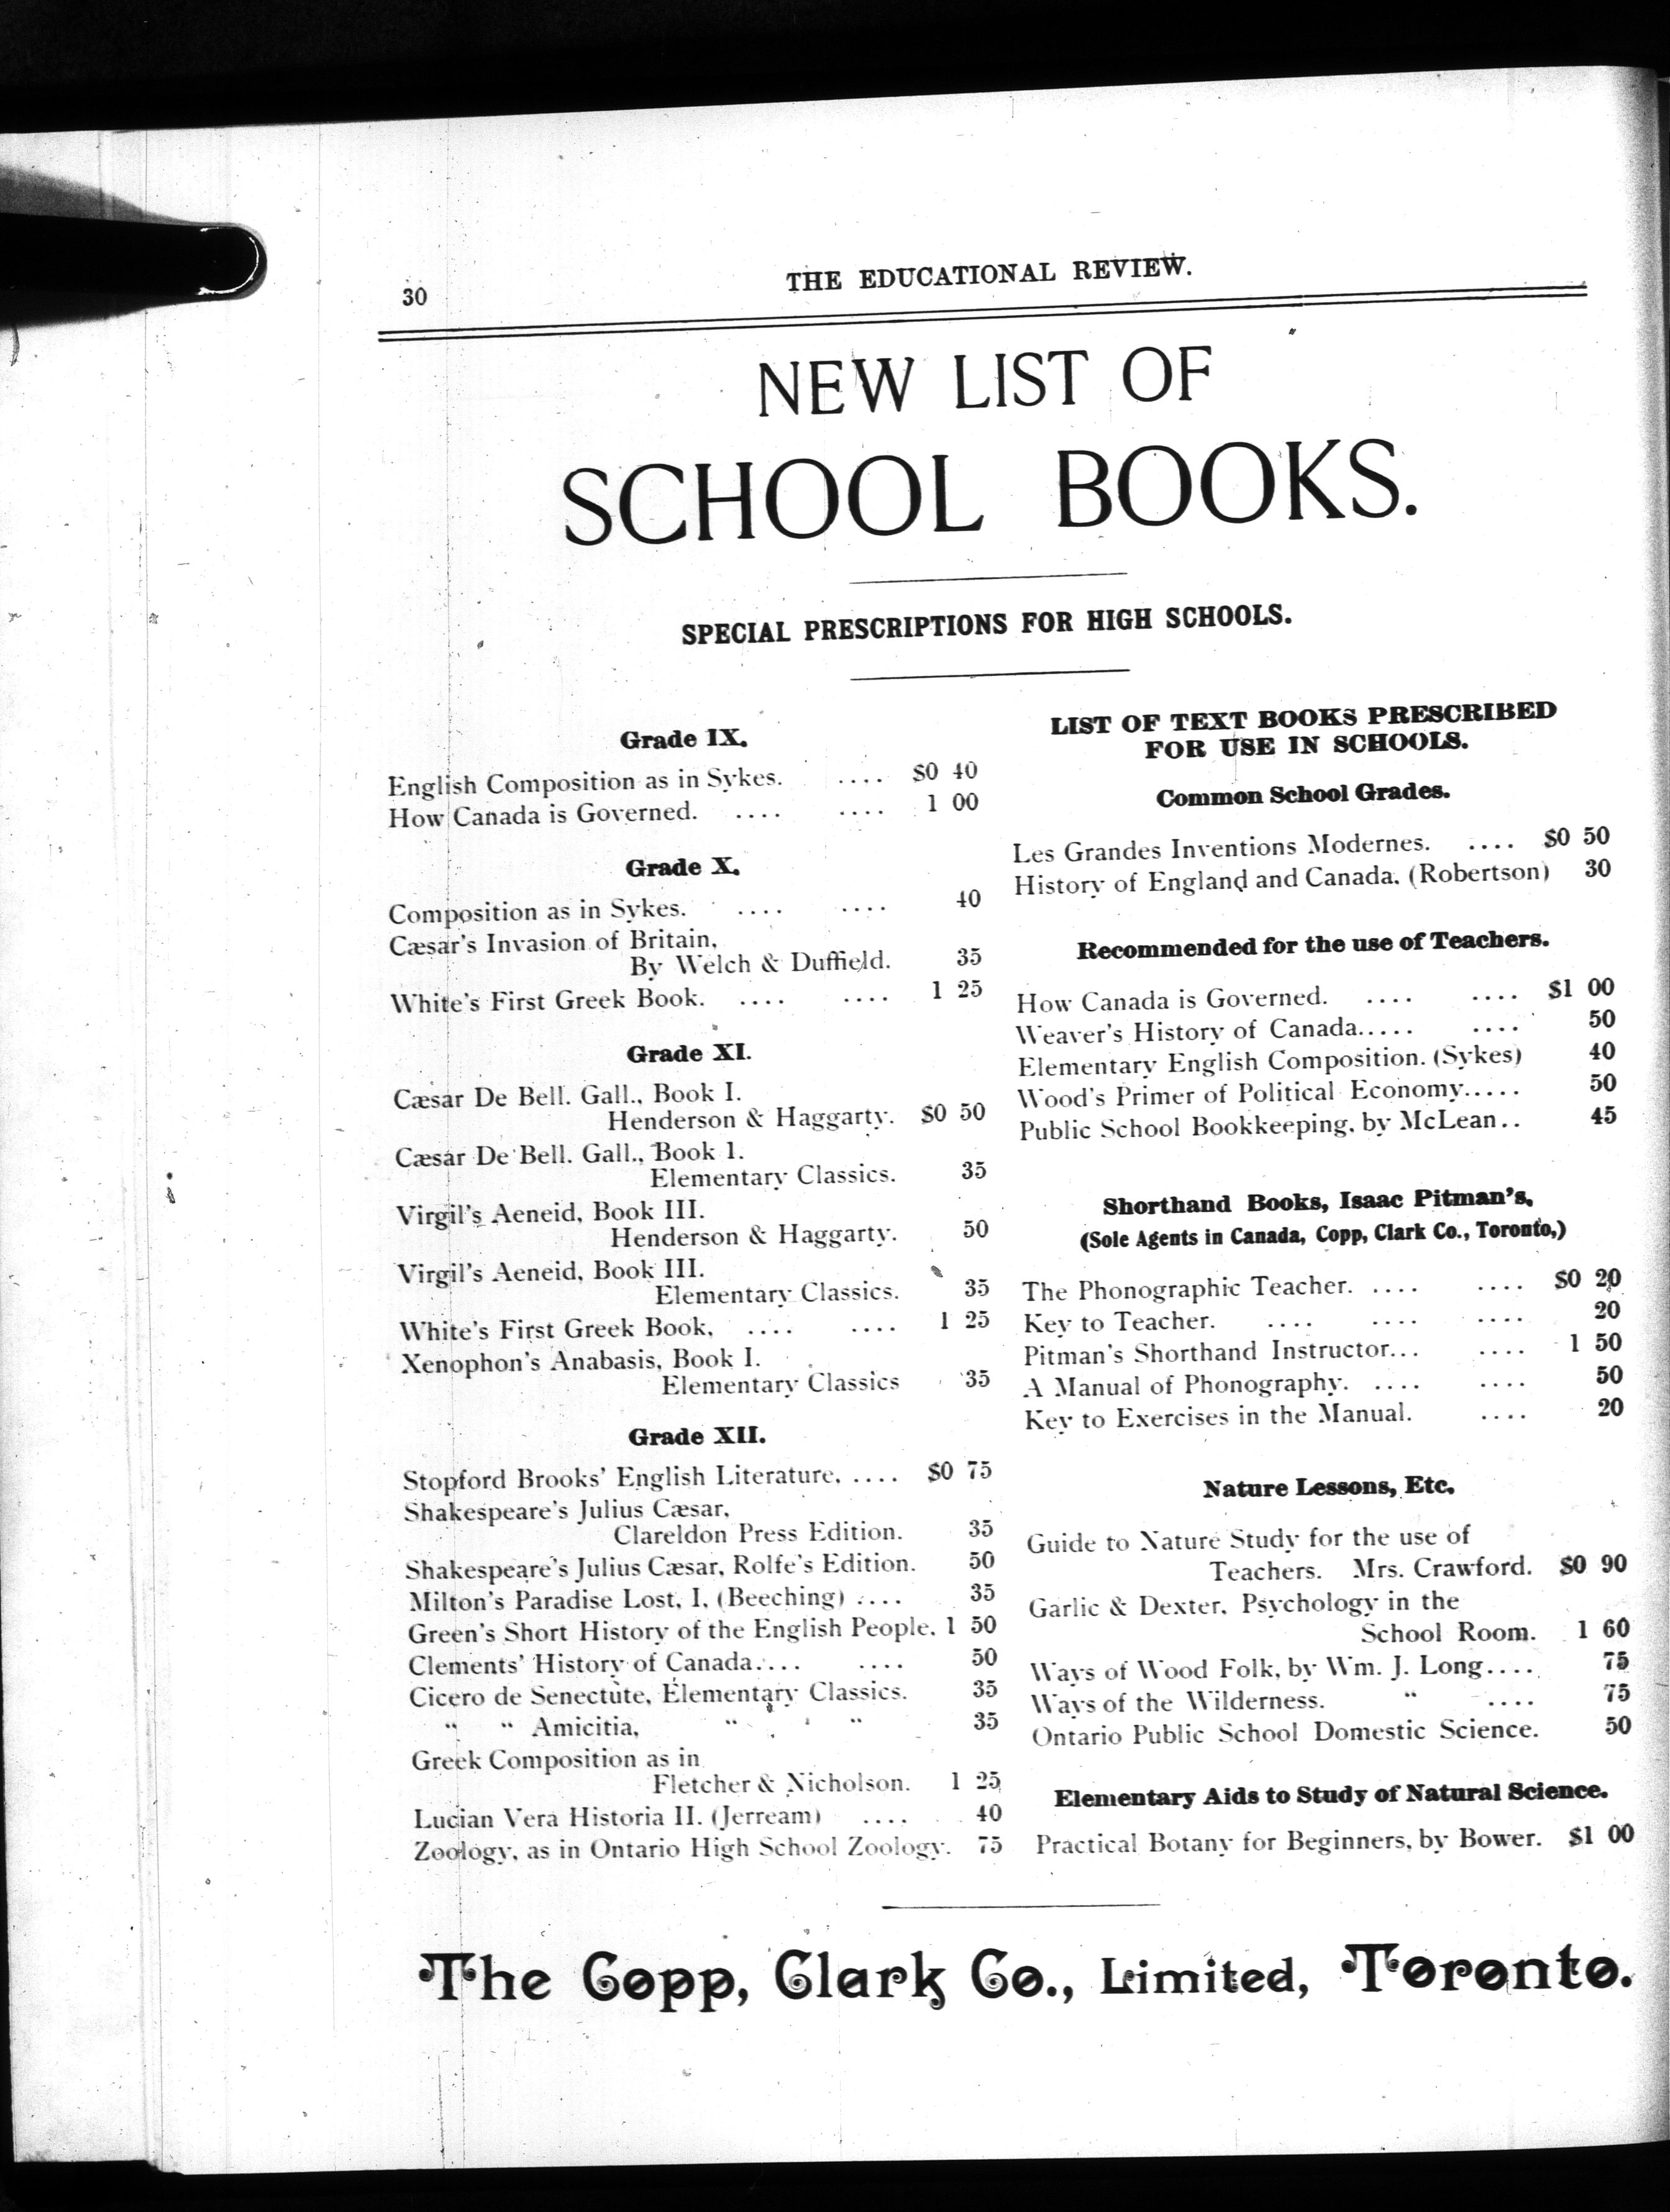 30
THE EDUCATIONAL REVIEW.
NEW LIST OF
SCHOOL BOOKS.
SPECIAL PRESCRIPTIONS FOR HIGH SCHOOLS.
Grade IX.
English Composition as in Sykes. .... $0 40
How Canada is Governed. .... .... 1 00
Grade X.
Composition as in Sykes. .... .... 40
Cæsar's Invasion of Britain,
By Welch & Duffield. 35
White's First Greek Book. .... .... 1 25
Grade XI.
Cæsar De Bell. Gall., Book I.
Henderson & Haggarty. $0 50
Cæsar De Bell. Gall., Book I.
Elementary Classics. 35
Virgil's Aeneid, Book III.
Henderson & Haggarty. 50
Virgil's Aeneid, Book III.
Elementary Classics. 35
White's First Greek Book, .... .... 1 25
Xenophon's Anabasis, Book I.
Elementary Classics 35
Grade XII.
Stopford Brooks' English Literature, .... $0 75
Shakespeare's Julius Cæsar,
Clareldon Press Edition. 35
Shakespeare's Julius Cæsar, Rolfe's Edition. 50
Milton's Paradise Lost, I, (Beeching) .... 35
Green's Short History of the English People, 1 50
Clements' History of Canada.... .... 50
Cicero de Senectute, Elementary Classics. 35
" " Amicitia, " " 35
Greek Composition as in
Fletcher & Nicholson. 1 25
Lucian Vera Historia II. (Jerream) .... 40
Zoology, as in Ontario High School Zoology. 75
LIST OF TEXT BOOKS PRESCRIBED
FOR USE IN SCHOOLS.
Common School Grades.
Les Grandes Inventions Modernes. .... $0 50
History of England and Canada, (Robertson) 30
Recommended for the use of Teachers.
How Canada is Governed. .... .... $1 00
Weaver's History of Canada..... .... 50
Elementary English Composition. (Sykes) 40
Wood's Primer of Political Economy..... 50
Public School Bookkeeping, by McLean.. 45
Shorthand Books, Isaac Pitman's,
(Sole Agents in Canada, Copp, Clark Co., Toronto,)
The Phonographic Teacher. .... .... $0 20
Key to Teacher. .... .... .... 20
Pitman's Shorthand Instructor... .... 1 50
A Manual of Phonography. .... .... 50
Key to Exercises in the Manual. .... 20
Nature Lessons, Etc.
Guide to Nature Study for the use of
Teachers. Mrs. Crawford. $0 90
Garlic & Dexter, Psychology in the
School Room. 1 60
Ways of Wood Folk, by Wm. J. Long.... 75
Ways of the Wilderness. " .... 75
Ontario Public School Domestic Science. 50
Elementary Aids to Study of Natural Science.
Practical Botany for Beginners, by Bower. $1 00
The Copp, Clark Co., Limited, Toronto.